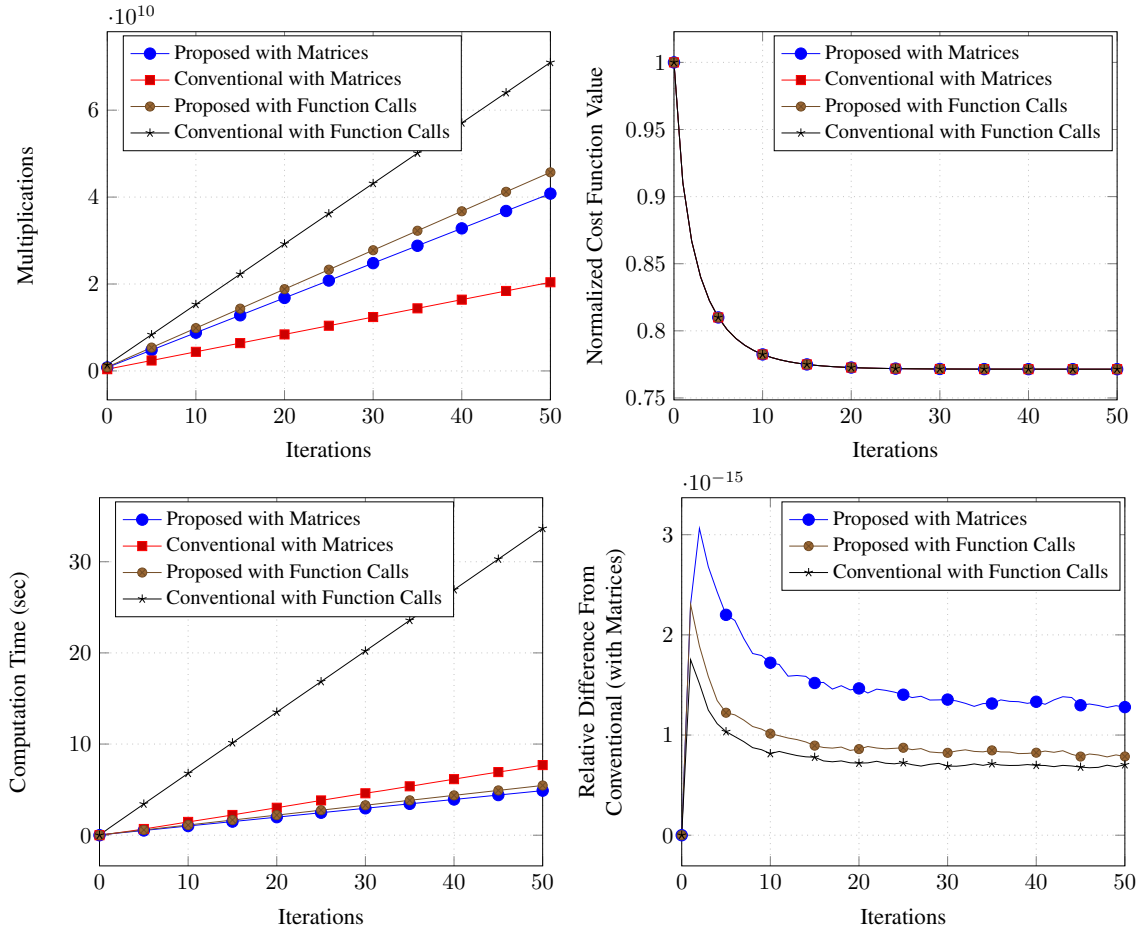 ·10^10
Proposed with Matrices
Conventional with Matrices
Proposed with Function Calls
Conventional with Function Calls
6
4
2
0
0 10 20 30 40 50
Iterations
Multiplications
Proposed with Matrices
Conventional with Matrices
Proposed with Function Calls
Conventional with Function Calls
1
0.95
0.9
0.85
0.8
0.75
0 10 20 30 40 50
Iterations
Normalized Cost Function Value
Proposed with Matrices
Conventional with Matrices
Proposed with Function Calls
Conventional with Function Calls
30
20
10
0
0 10 20 30 40 50
Iterations
Computation Time (sec)
·10^−15
Proposed with Matrices
Proposed with Function Calls
Conventional with Function Calls
3
2
1
0
0 10 20 30 40 50
Iterations
Relative Difference From
Conventional (with Matrices)